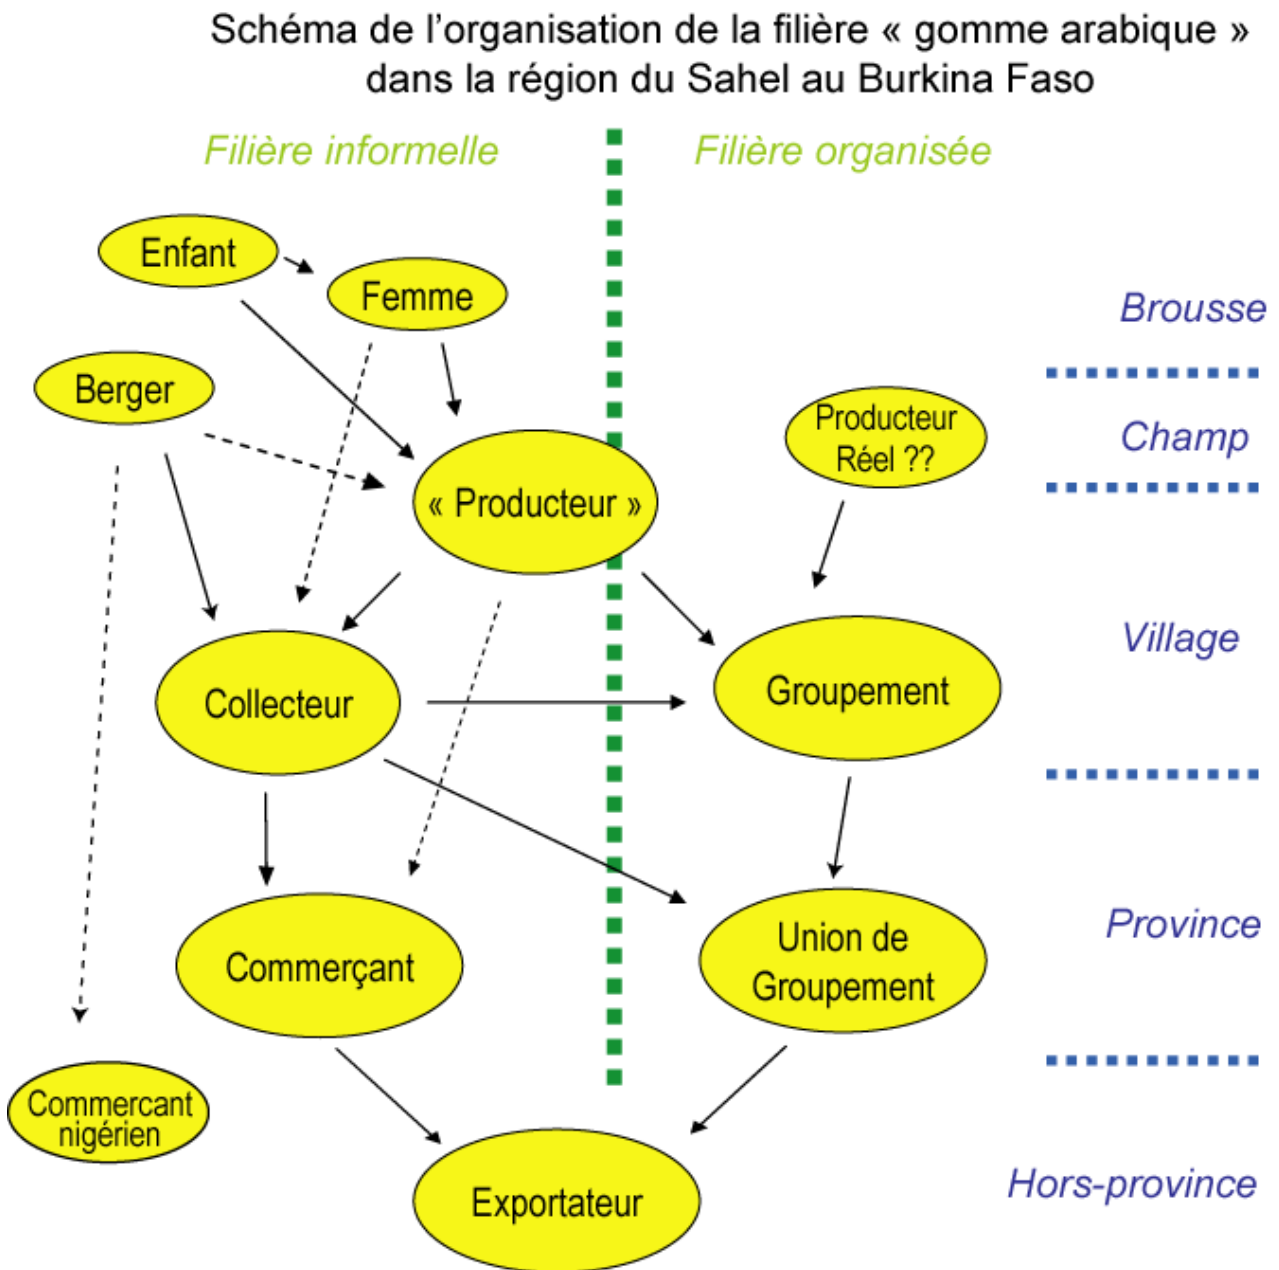 Schéma de l’organisation de la filière « gomme arabique »
dans la région du Sahel au Burkina Faso
Filière informelle
Filière organisée
Enfant
Femme
Brousse
Berger
Producteur
Réel ??
Champ
« Producteur »
Village
Collecteur
Groupement
Commerçant
Union de
Groupement
Province
Commercant
nigérien
Exportateur
Hors-province